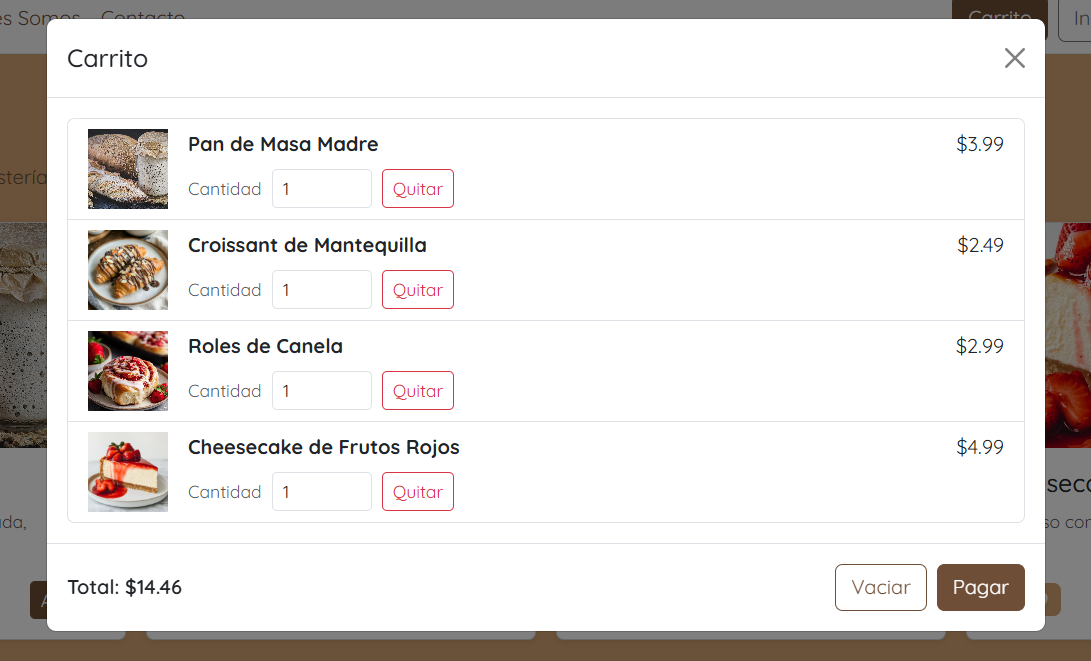 Contacto
Carrito
Carrito
Pan de Masa Madre
$3.99
Cantidad 1 Quitar
Croissant de Mantequilla
$2.49
Cantidad 1 Quitar
Roles de Canela
$2.99
Cantidad 1 Quitar
Cheesecake de Frutos Rojos
$4.99
Cantidad 1 Quitar
Total: $14.46
Vaciar Pagar